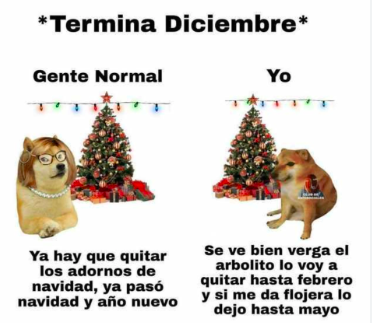 *Termina Diciembre*
Gente Normal
Yo
Ya hay que quitar
los adornos de
navidad, ya pasó
navidad y año nuevo
Se ve bien verga el
arbolito lo voy a
quitar hasta febrero
y si me da flojera lo
dejo hasta mayo